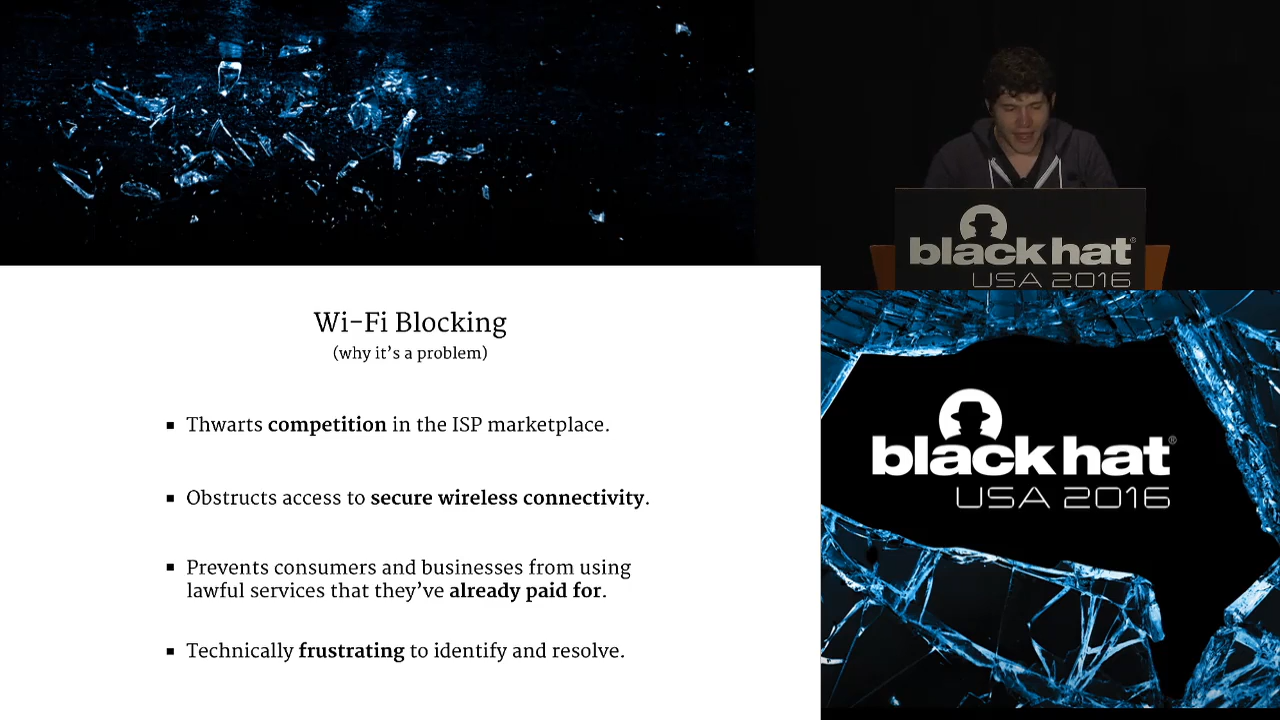 black hat®
USA 2016
Wi-Fi Blocking
(why it's a problem)
▪ Thwarts competition in the ISP marketplace.
▪ Obstructs access to secure wireless connectivity.
▪ Prevents consumers and businesses from using
lawful services that they've already paid for.
▪ Technically frustrating to identify and resolve.
black hat®
USA 2016